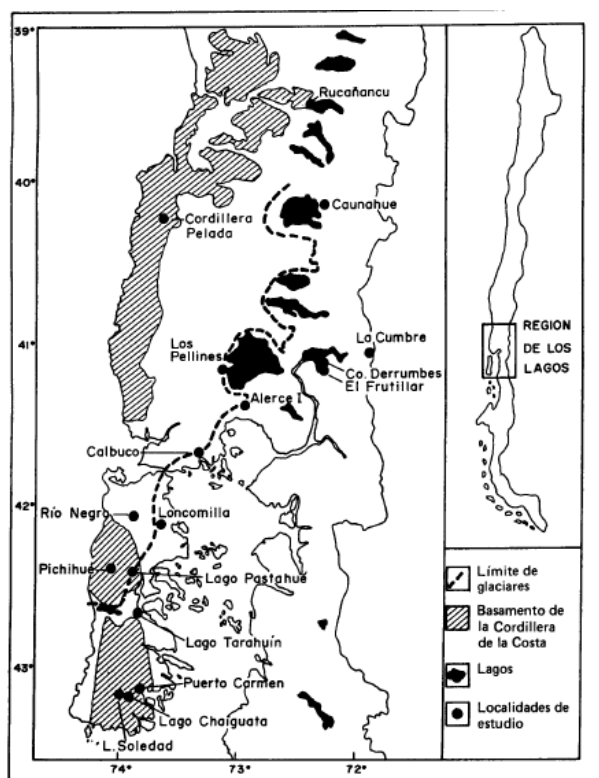 39°
Rucañancu
40°
Caunahue
Cordillera
Pelada
La Cumbre
41°
Los
Pellines
Co. Derrumbes
El Frutillar
Alerce I
Calbuco
42°
Río Negro
Loncomilla
Pichihue
Lago Pastahué
Lago Tarahuín
43°
Puerto Carmen
Lago Chaiguata
L. Soledad
74°
73°
72°
REGION
DE LOS
LAGOS
Límite de
glaciares
Basamento de
la Cordillera
de la Costa
Lagos
Localidades de
estudio